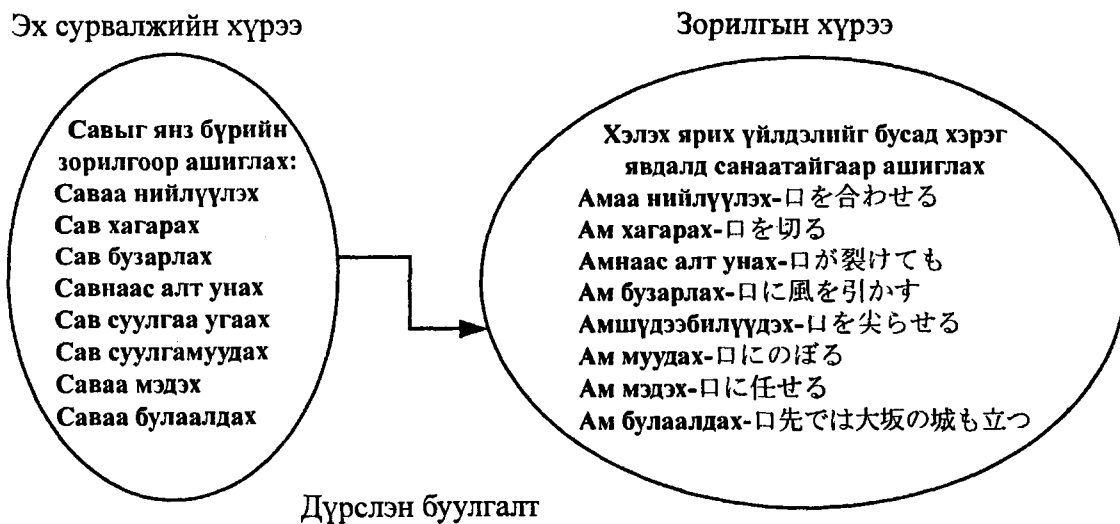 Эх сурвалжийн хүрээ
Зорилгын хүрээ
Савыг янз бүрийн
зорилгоор ашиглах:
Саваа нийлүүлэх
Сав хагарах
Сав бузарлах
Савнаас алт унах
Сав суулгаа угаах
Сав суулгамуудах
Саваа мэдэх
Саваа булаалдах
Хэлэх ярих үйлдэлийг бусад хэрэг
явдалд санаатайгаар ашиглах
Амаа нийлүүлэх-口を合わせる
Ам хагарах-口を切る
Амнаас алт унах-口が裂けても
Ам бузарлах-口に風を引かす
Амшүдээбилүүдэх-口を尖らせる
Ам муудах-口にのぼる
Ам мэдэх-口に任せる
Ам булаалдах-口先では大坂の城も立つ
Дүрслэн буулгалт